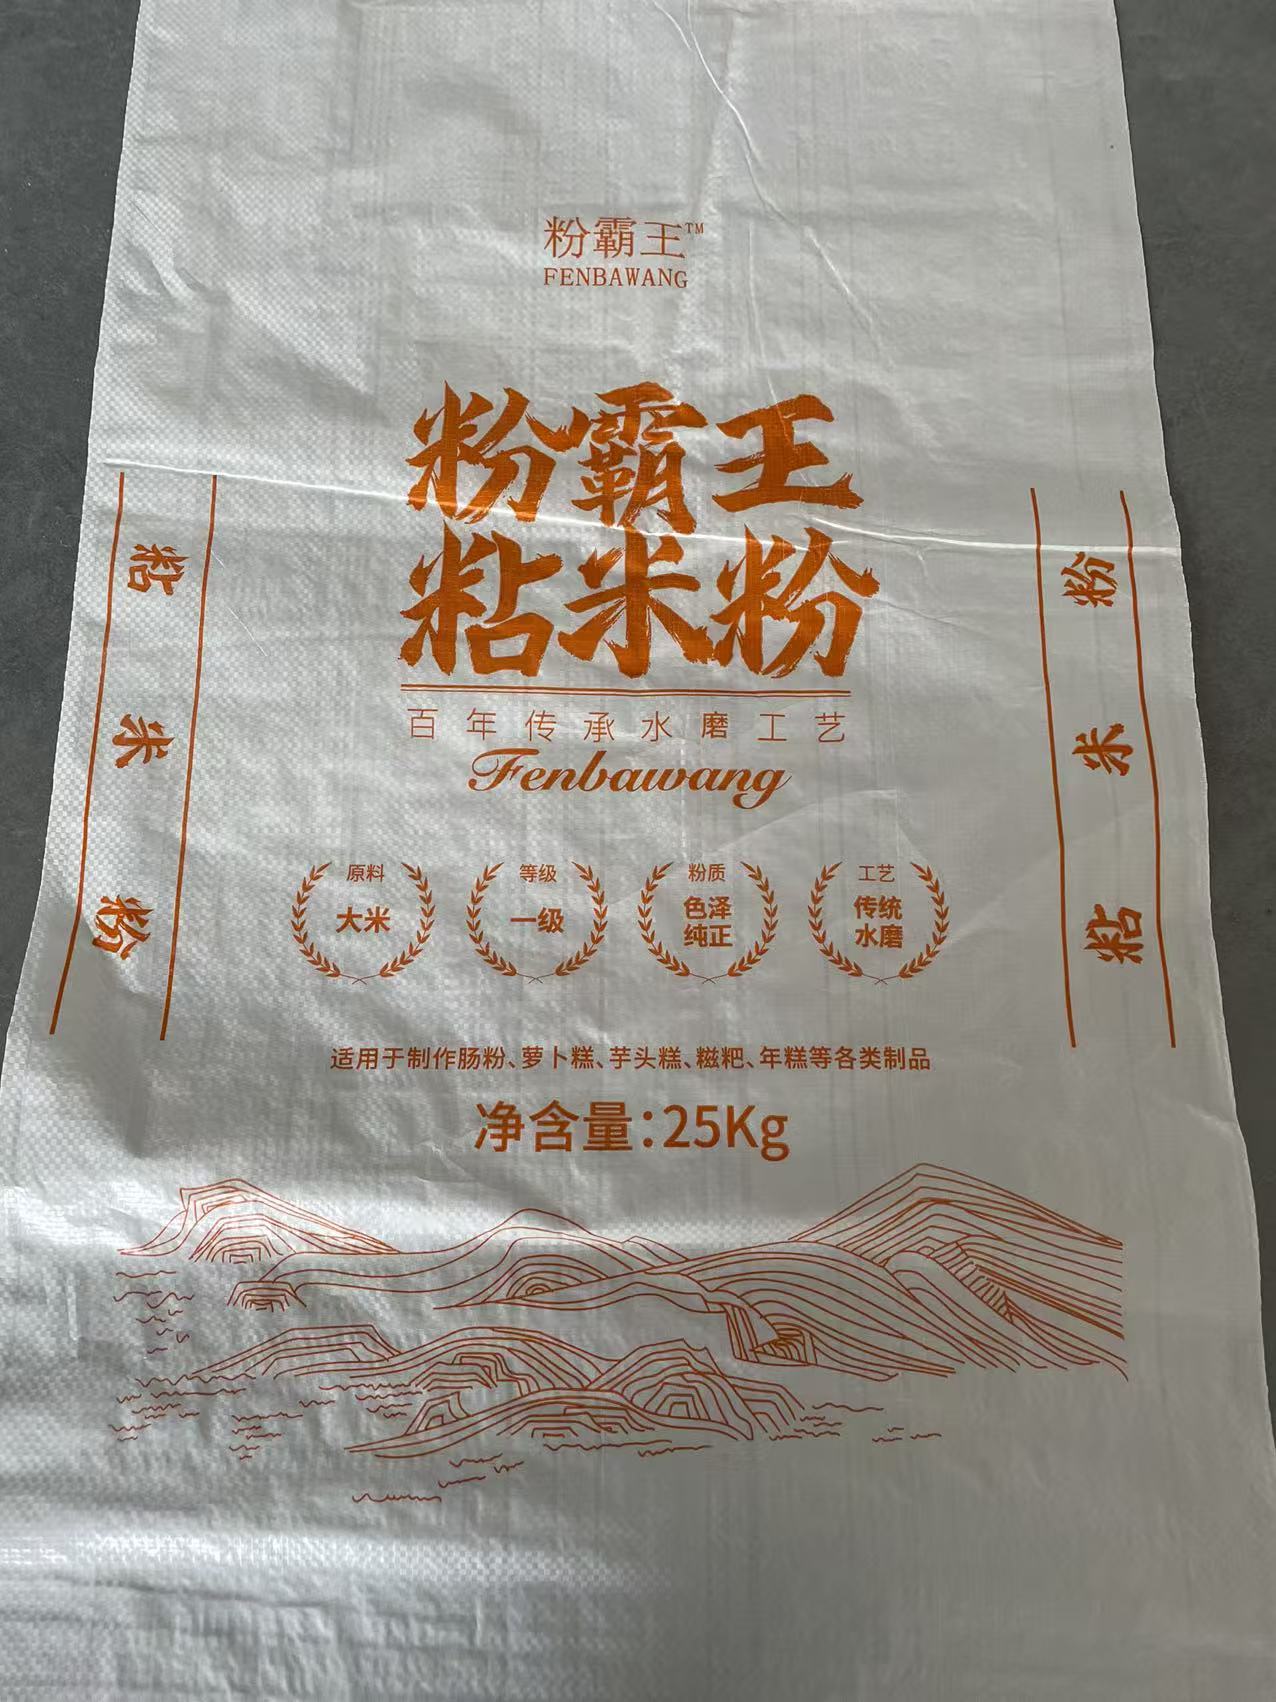 粉霸王™
FENBAWANG
粉霸王
粘米粉
百年传承水磨工艺
Fenbawang
粘米粉
粉米粘
原料
大米
等级
一级
粉质
色泽
纯正
工艺
传统
水磨
适用于制作肠粉、萝卜糕、芋头糕、糍粑、年糕等各类制品
净含量:25Kg